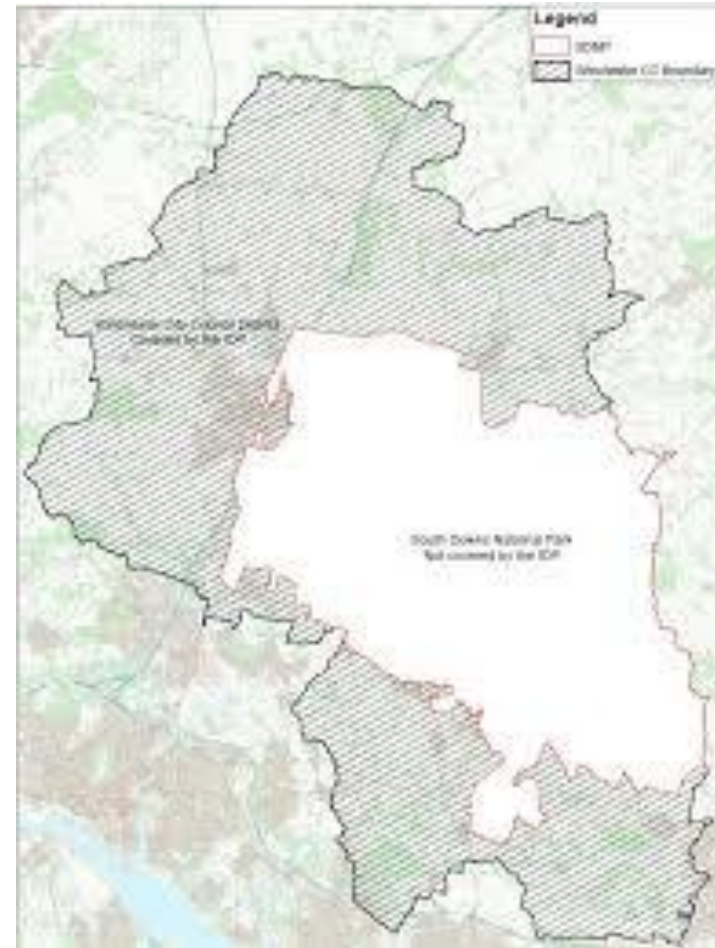 Legend
SDNP
Winchester CC Boundary
Winchester City Council District
Covered by the IDP
South Downs National Park
Not covered by the IDP